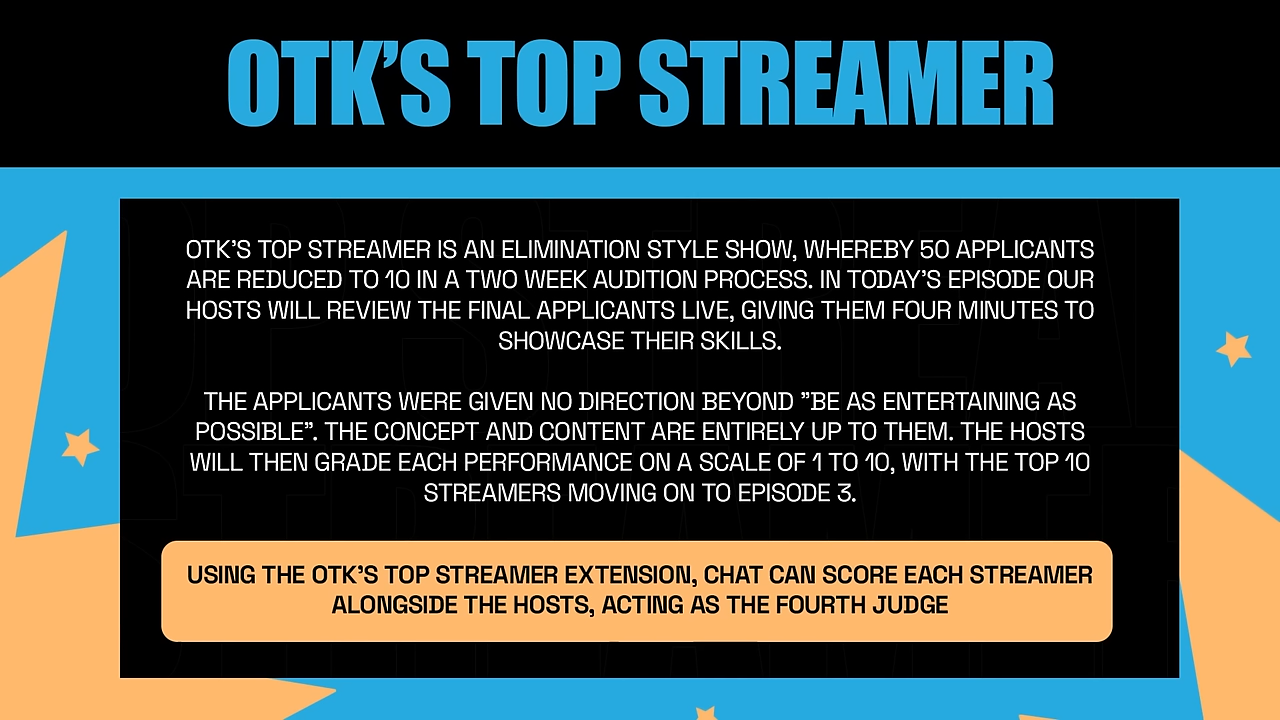 OTK’S TOP STREAMER
OTK’S TOP STREAMER IS AN ELIMINATION STYLE SHOW, WHEREBY 50 APPLICANTS
ARE REDUCED TO 10 IN A TWO WEEK AUDITION PROCESS. IN TODAY’S EPISODE OUR
HOSTS WILL REVIEW THE FINAL APPLICANTS LIVE, GIVING THEM FOUR MINUTES TO
SHOWCASE THEIR SKILLS.
THE APPLICANTS WERE GIVEN NO DIRECTION BEYOND ”BE AS ENTERTAINING AS
POSSIBLE”. THE CONCEPT AND CONTENT ARE ENTIRELY UP TO THEM. THE HOSTS
WILL THEN GRADE EACH PERFORMANCE ON A SCALE OF 1 TO 10, WITH THE TOP 10
STREAMERS MOVING ON TO EPISODE 3.
USING THE OTK’S TOP STREAMER EXTENSION, CHAT CAN SCORE EACH STREAMER
ALONGSIDE THE HOSTS, ACTING AS THE FOURTH JUDGE